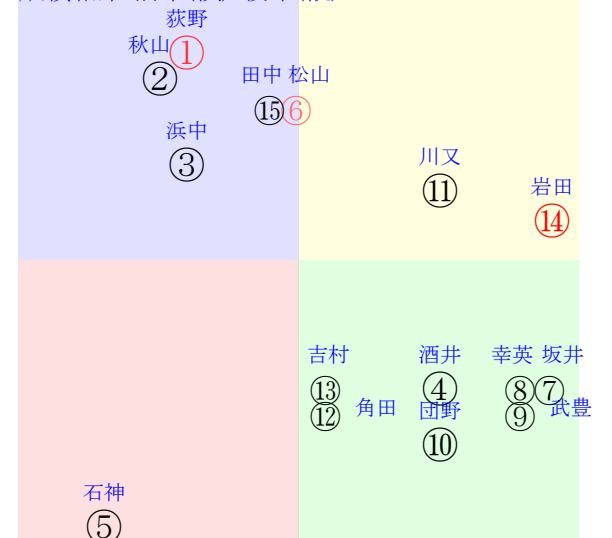 荻野
秋山 ①
②
田中 松山
⑮⑥
浜中
③
川又
⑪
岩田
⑭
吉村 酒井 幸英 坂井
⑬ ④ ⑧⑦
⑫ 角田 団野 ⑨ 武豊
⑩
石神
⑤